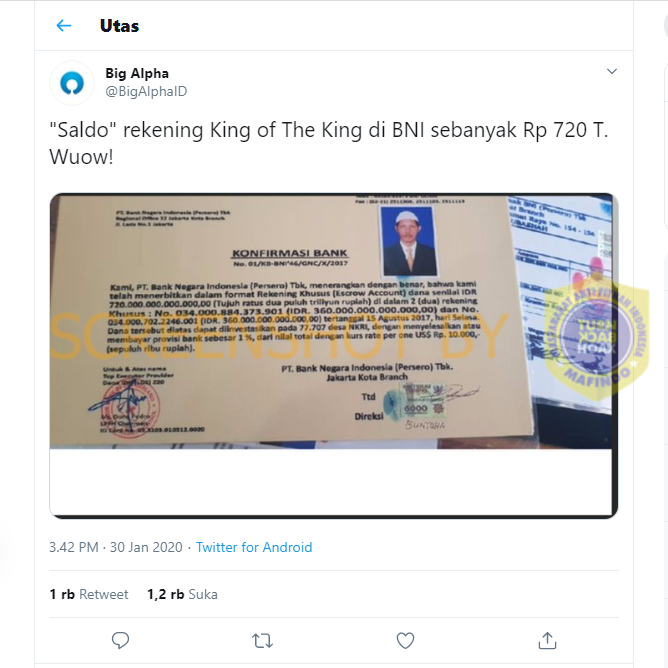 Utas
Big Alpha
@BigAlphaID
"Saldo" rekening King of The King di BNI sebanyak Rp 720 T.
Wuow!
PT. Bank Negara Indonesia (Persero) Tbk
Regional Office 12 Jakarta Kota Branch
Jl. Lada No.1 Jakarta
KONFIRMASI BANK
No. 01/KB-BNI'46/GNC/X/2017
Kami, PT. Bank Negara Indonesia (Persero) Tbk, menerangkan dengan benar, bahwa kami
telah menerbitkan dalam format Rekening Khusus (Escrow Account) dana senilai IDR
720.000.000.000.000,00 (Tujuh ratus dua puluh trillyun rupiah) di dalam 2 (dua) rekening
Khusus : No. 034.000.884.373.901 (IDR. 360.000.000.000.000,00) dan No.
034.000.702.2246.001 (IDR. 360.000.000.000.000,00) tertanggal 15 Agustus 2017, hari Selasa.
Dana tersebut diatas dapat diinvestasikan pada 77.707 desa NKRI, dengan menyelesaikan atau
membayar provisi bank sebesar 1 %, dari nilai total dengan kurs rate per one US$ Rp. 10.000,-
(sepuluh ribu rupiah).
Untuk & Atas nama
Top Executor Provider
PT. Bank Negara Indonesia (Persero) Tbk.
Jakarta Kota Branch
Ttd
Direksi
6000
SCREENSHOT BY
MASYARAKAT ANTI FITNAH INDONESIA
TURN BACK HOAX
MAFINDO
3.42 PM · 30 Jan 2020 · Twitter for Android
1 rb Retweet 1,2 rb Suka